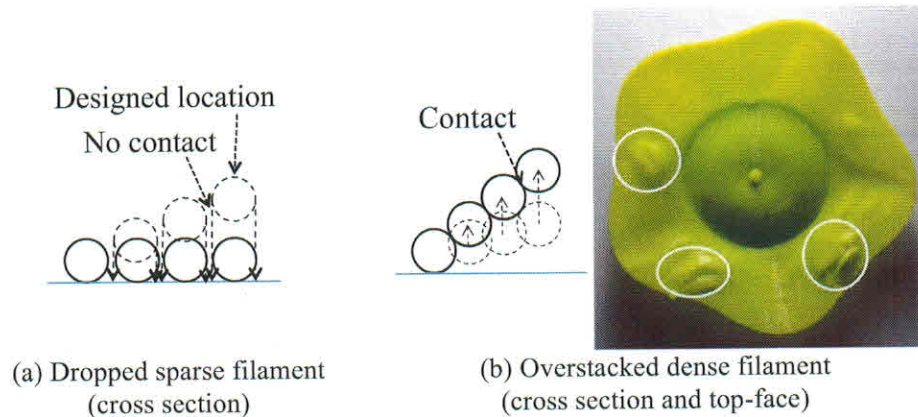 Designed location
No contact
Contact
(a) Dropped sparse filament
(cross section)
(b) Overstacked dense filament
(cross section and top-face)